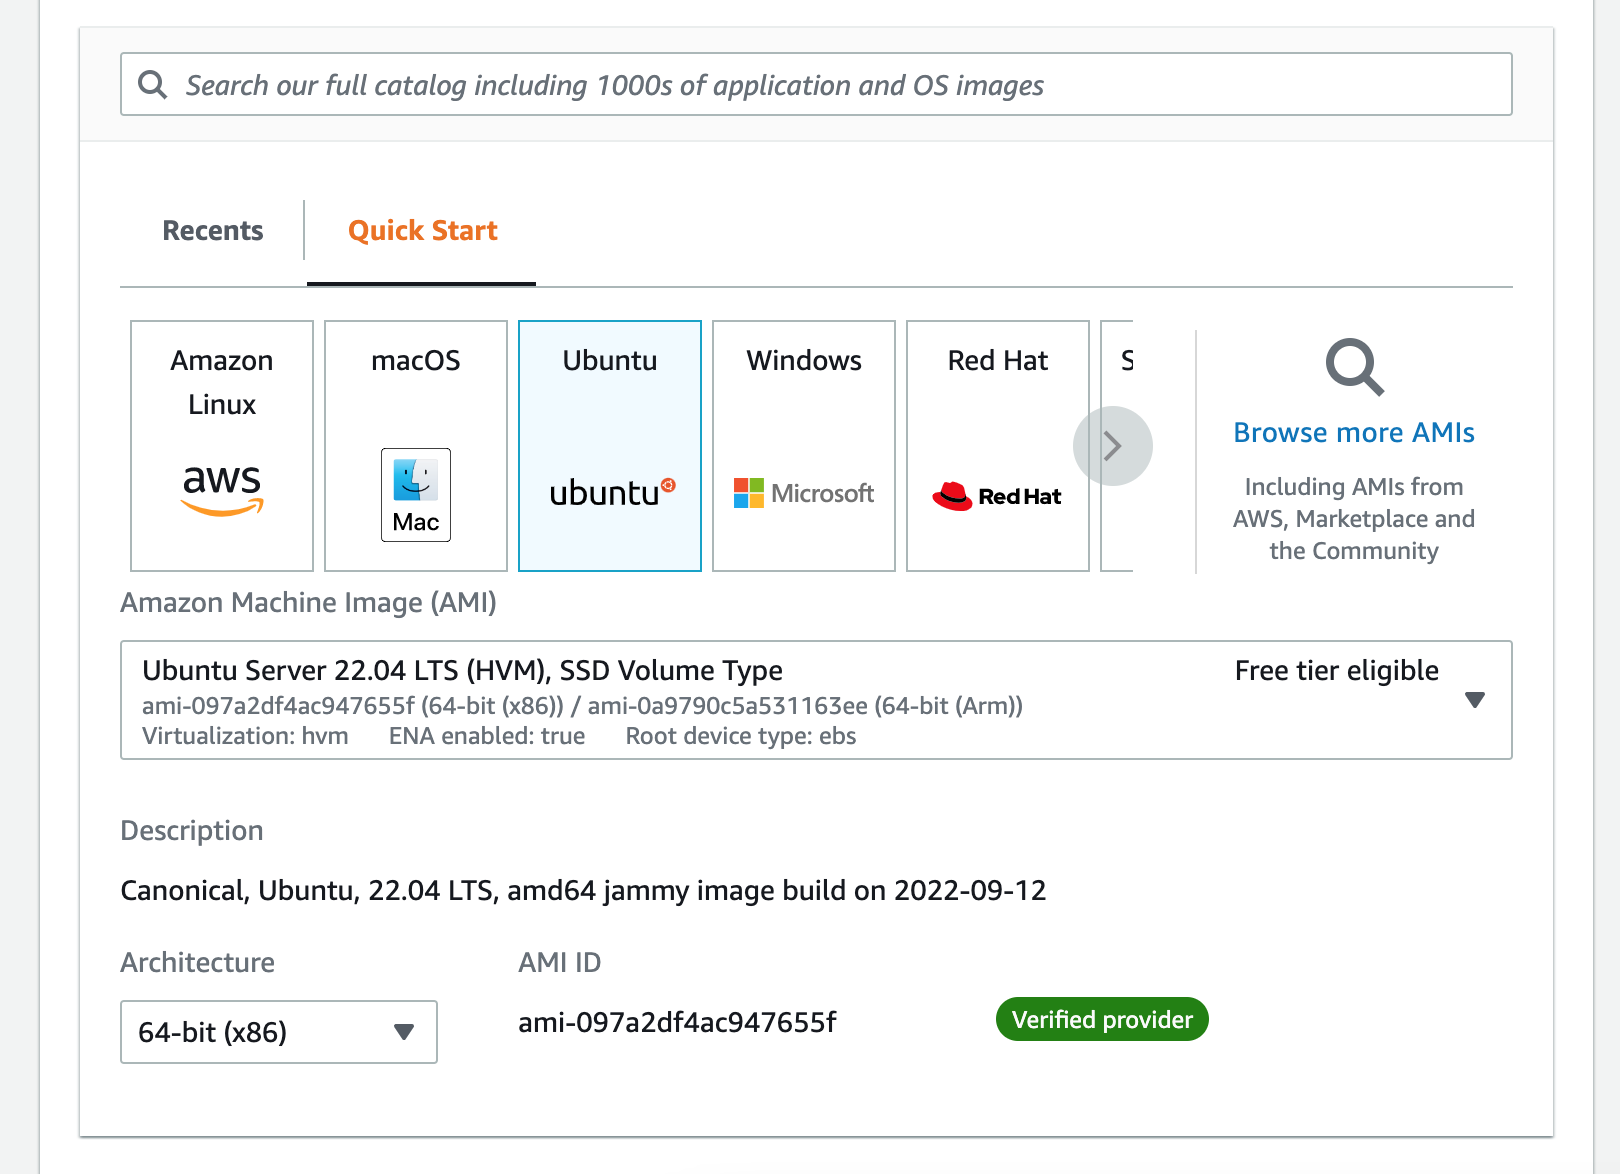 Search our full catalog including 1000s of application and OS images
Recents
Quick Start
Amazon
Linux
aws
macOS
Mac
Ubuntu
ubuntu
Windows
Microsoft
Red Hat
Red Hat
S
Browse more AMIs
Including AMIs from
AWS, Marketplace and
the Community
Amazon Machine Image (AMI)
Ubuntu Server 22.04 LTS (HVM), SSD Volume Type
Free tier eligible
ami-097a2df4ac947655f (64-bit (x86)) / ami-0a9790c5a531163ee (64-bit (Arm))
Virtualization: hvm ENA enabled: true Root device type: ebs
Description
Canonical, Ubuntu, 22.04 LTS, amd64 jammy image build on 2022-09-12
Architecture
AMI ID
64-bit (x86)
ami-097a2df4ac947655f
Verified provider